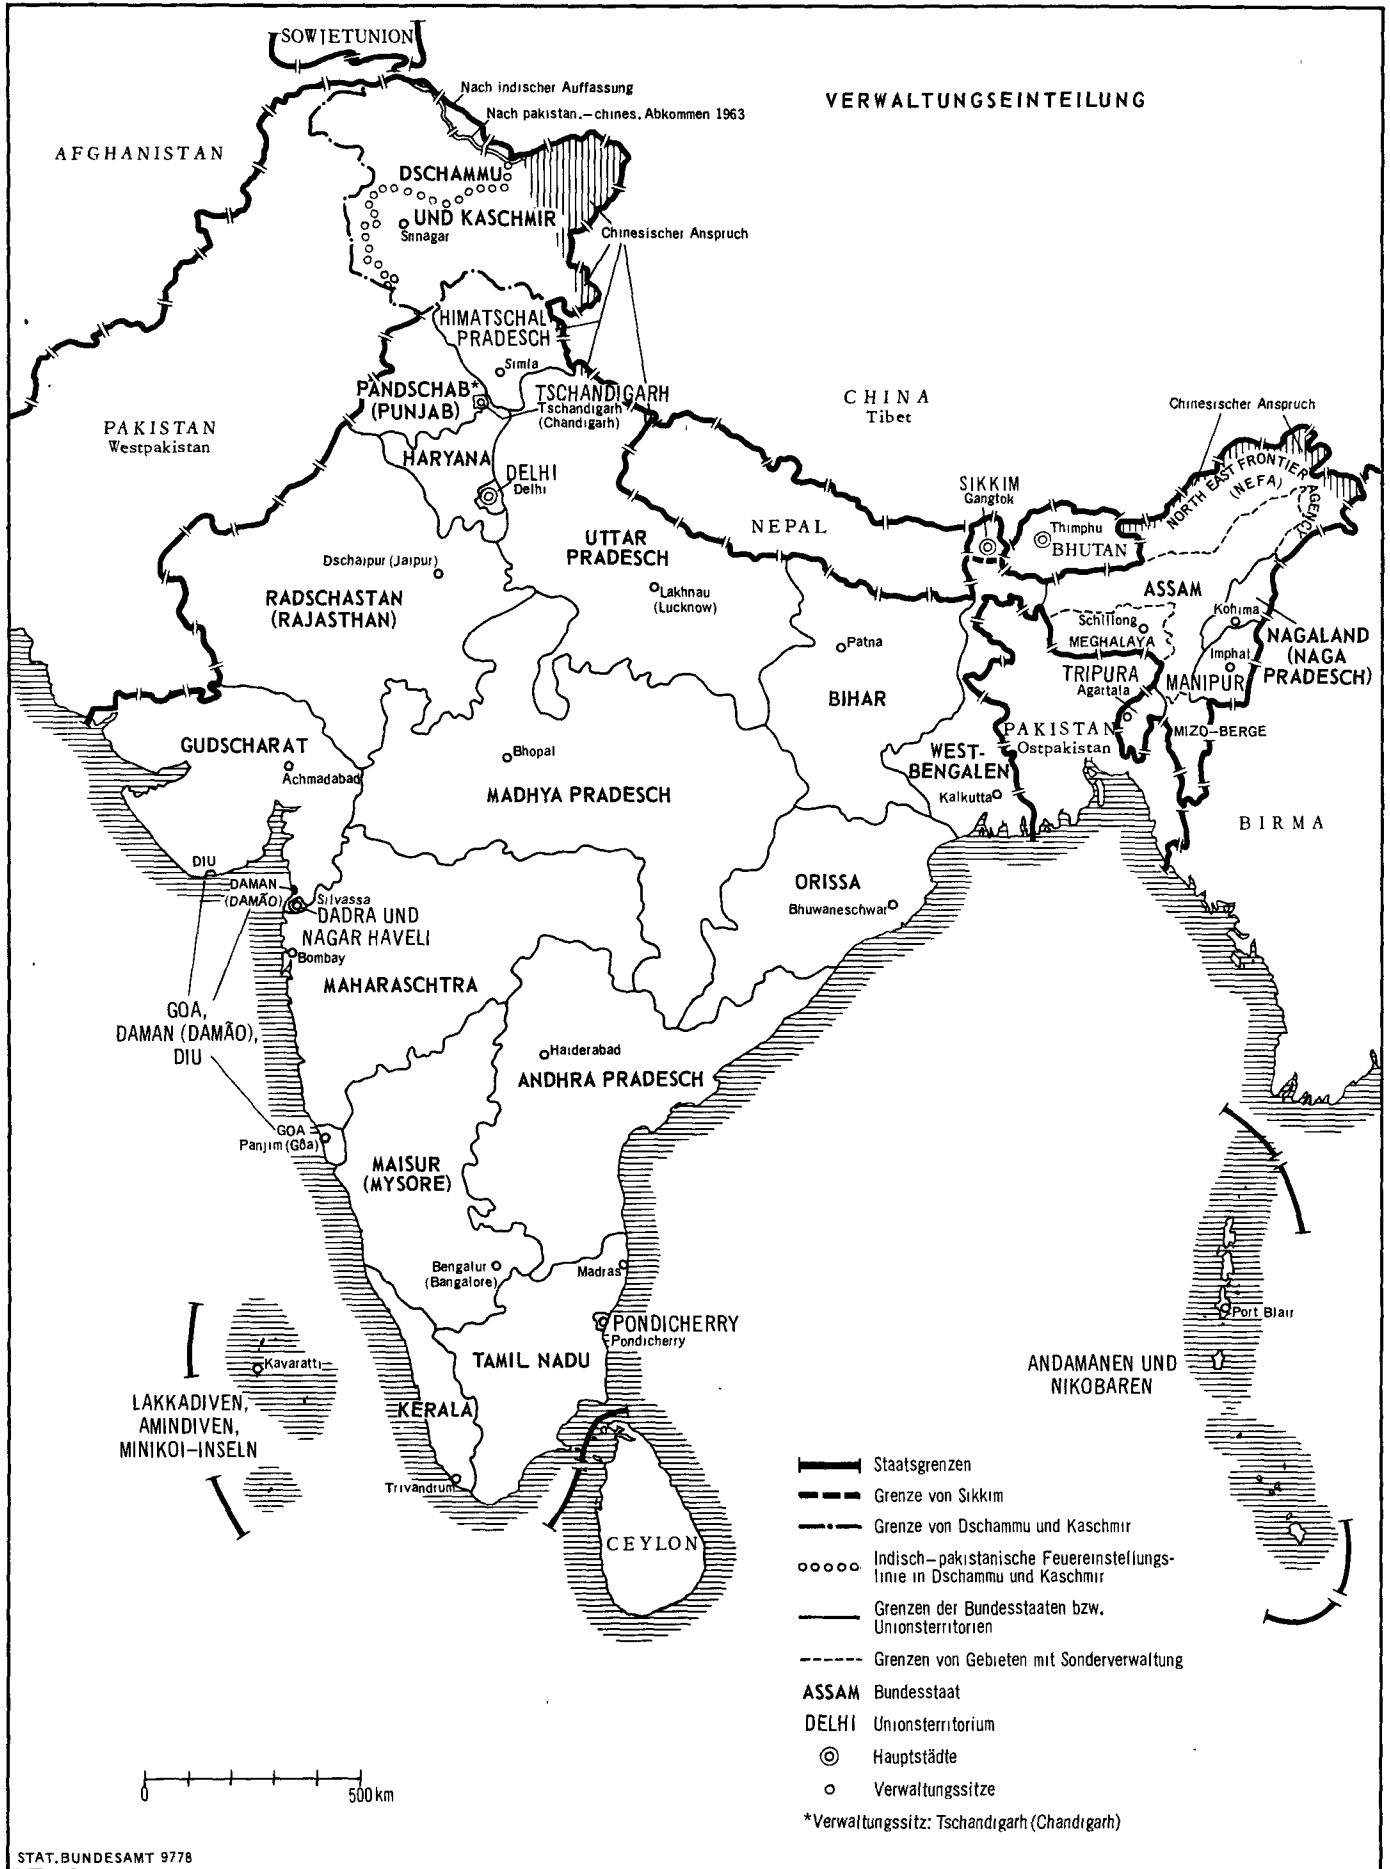 SOWJETUNION
VERWALTUNGSEINTEILUNG
Nach indischer Auffassung
Nach pakistan.–chines. Abkommen 1963
AFGHANISTAN
DSCHAMMU
UND KASCHMIR
Srinagar
Chinesischer Anspruch
HIMATSCHAL
PRADESCH
Simla
PANDSCHAB*
(PUNJAB)
TSCHANDIGARH
Tschandigarh
(Chandigarh)
CHINA
Tibet
Chinesischer Anspruch
PAKISTAN
Westpakistan
HARYANA
DELHI
Delhi
NORTH EAST FRONTIER
AGENCY
(N.E.F.A)
SIKKIM
Gangtok
NEPAL
Thimphu
BHUTAN
UTTAR
PRADESCH
Dschaipur (Jaipur)
Lakhnau
(Lucknow)
RADSCHASTAN
(RAJASTHAN)
ASSAM
Schillong
MEGHALAYA
Kohima
NAGALAND
(NAGA
PRADESCH)
Patna
Imphal
MANIPUR
TRIPURA
Agartala
BIHAR
PAKISTAN
Ostpakistan
MIZO–BERGE
GUDSCHARAT
Achmadabad
Bhopal
MADHYA PRADESCH
WEST-
BENGALEN
Kalkutta
BIRMA
DIU
DAMAN
(DAMÃO)
Silvassa
DADRA UND
NAGAR HAVELI
Bombay
ORISSA
Bhuwaneschwar
MAHARASCHTRA
GOA,
DAMAN (DAMÃO),
DIU
Haiderabad
ANDHRA PRADESCH
GOA
Panjim (Gôa)
MAISUR
(MYSORE)
Bengalur
(Bangalore)
Madras
PONDICHERRY
Pondicherry
Port Blair
TAMIL NADU
Kavaratti
ANDAMANEN UND
NIKOBAREN
LAKKADIVEN,
AMINDIVEN,
MINIKOI–INSELN
KERALA
Trivandrum
CEYLON
Staatsgrenzen
Grenze von Sikkim
Grenze von Dschammu und Kaschmir
Indisch–pakistanische Feuereinstellungs-
linie in Dschammu und Kaschmir
Grenzen der Bundesstaaten bzw.
Unionsterritorien
Grenzen von Gebieten mit Sonderverwaltung
ASSAM Bundesstaat
DELHI Unionsterritorium
Hauptstädte
Verwaltungssitze
*Verwaltungssitz: Tschandigarh (Chandigarh)
0 500 km
STAT. BUNDESAMT 9778